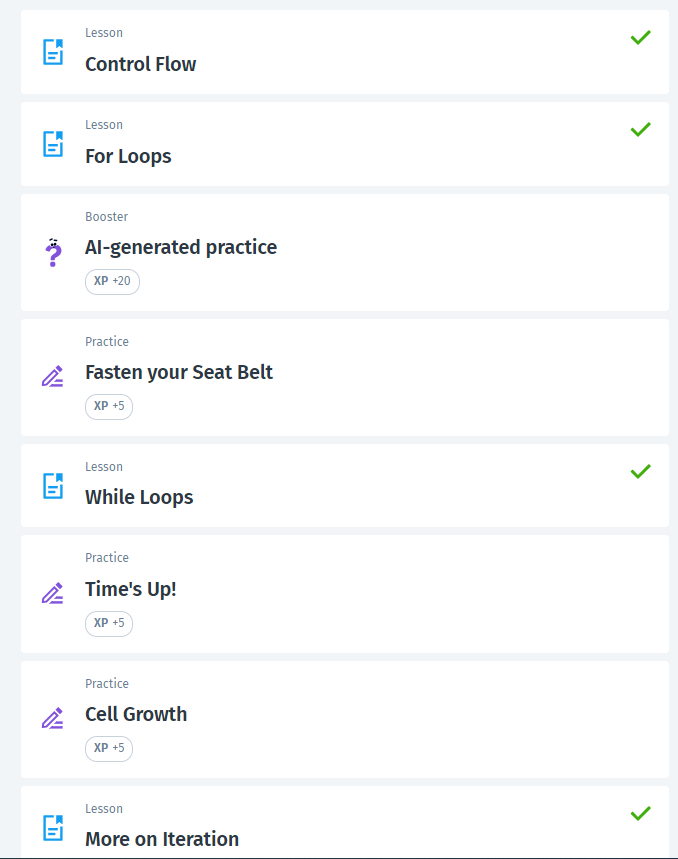 Lesson
Control Flow
Lesson
For Loops
Booster
AI-generated practice
XP +20
Practice
Fasten your Seat Belt
XP +5
Lesson
While Loops
Practice
Time's Up!
XP +5
Practice
Cell Growth
XP +5
Lesson
More on Iteration